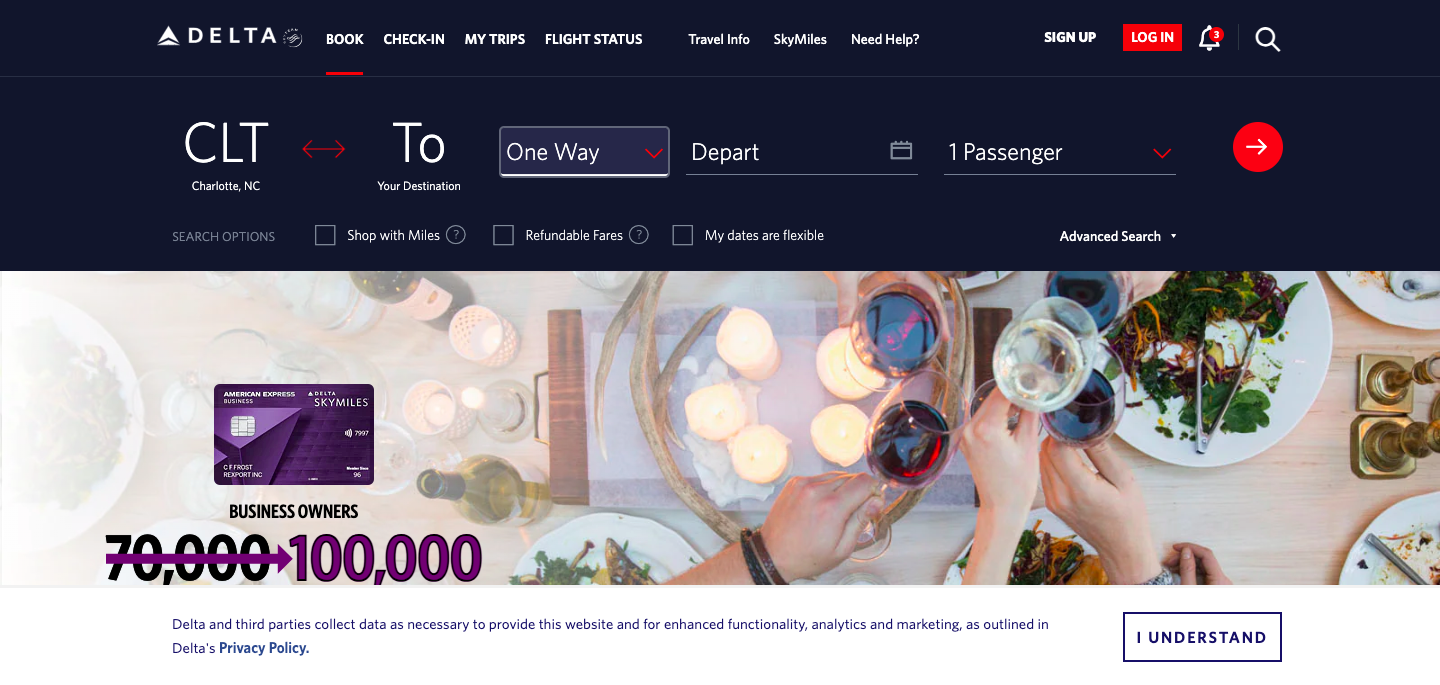 DELTA
BOOK CHECK-IN MY TRIPS FLIGHT STATUS Travel Info SkyMiles Need Help? SIGN UP LOG IN 3
CLT To One Way Depart 1 Passenger
Charlotte, NC Your Destination
SEARCH OPTIONS Shop with Miles ? Refundable Fares ? My dates are flexible Advanced Search
AMERICAN EXPRESS DELTA
BUSINESS SKYMILES
7997
C F FROST Member Since
REXPORT INC 96
BUSINESS OWNERS
70,000 100,000
Delta and third parties collect data as necessary to provide this website and for enhanced functionality, analytics and marketing, as outlined in
Delta's Privacy Policy.
I UNDERSTAND